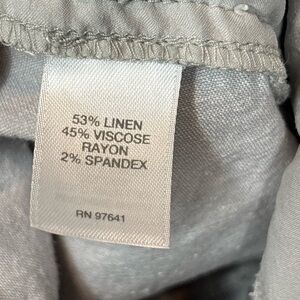 53% LINEN
45% VISCOSE
RAYON
2% SPANDEX
RN 97641